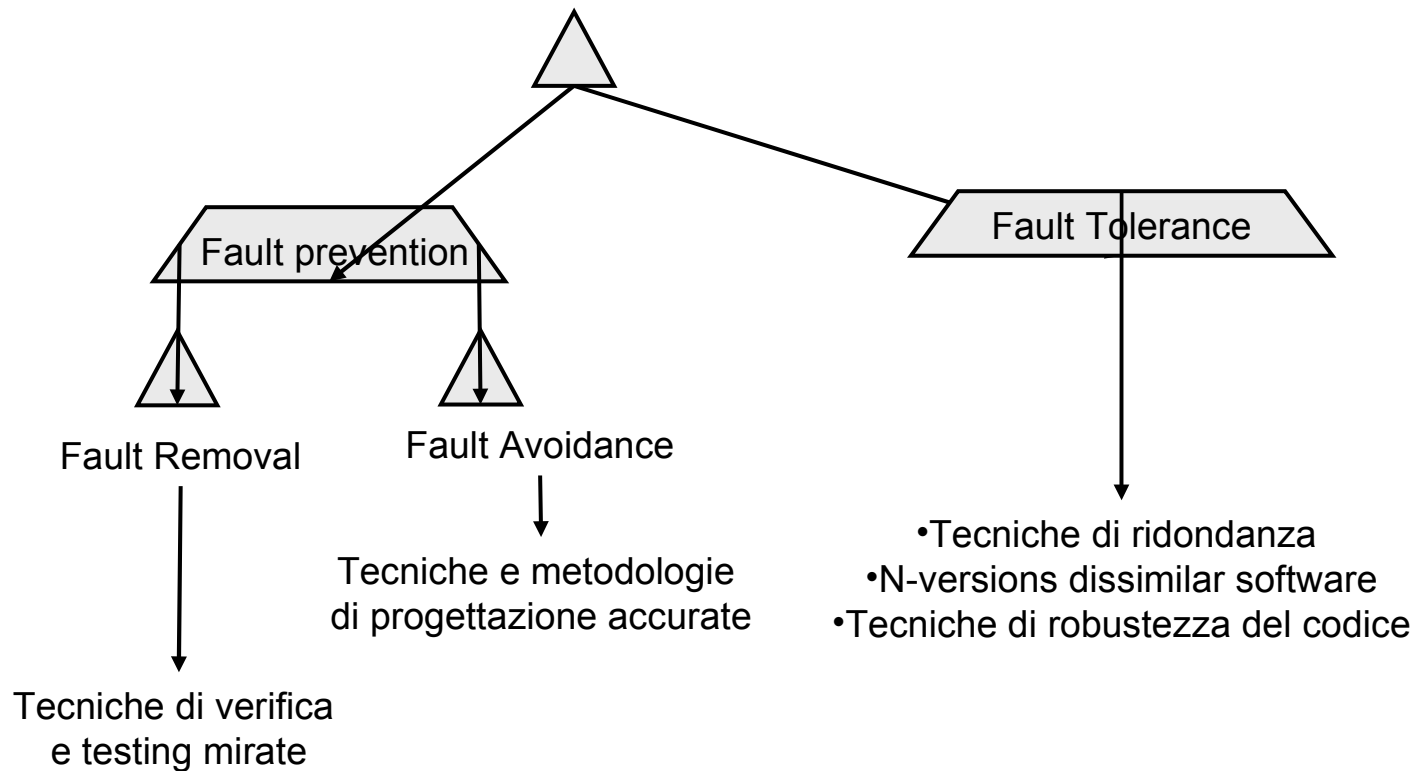 Fault prevention
Fault Tolerance
Fault Removal
Fault Avoidance
Tecniche e metodologie
di progettazione accurate
•Tecniche di ridondanza
•N-versions dissimilar software
•Tecniche di robustezza del codice
Tecniche di verifica
e testing mirate